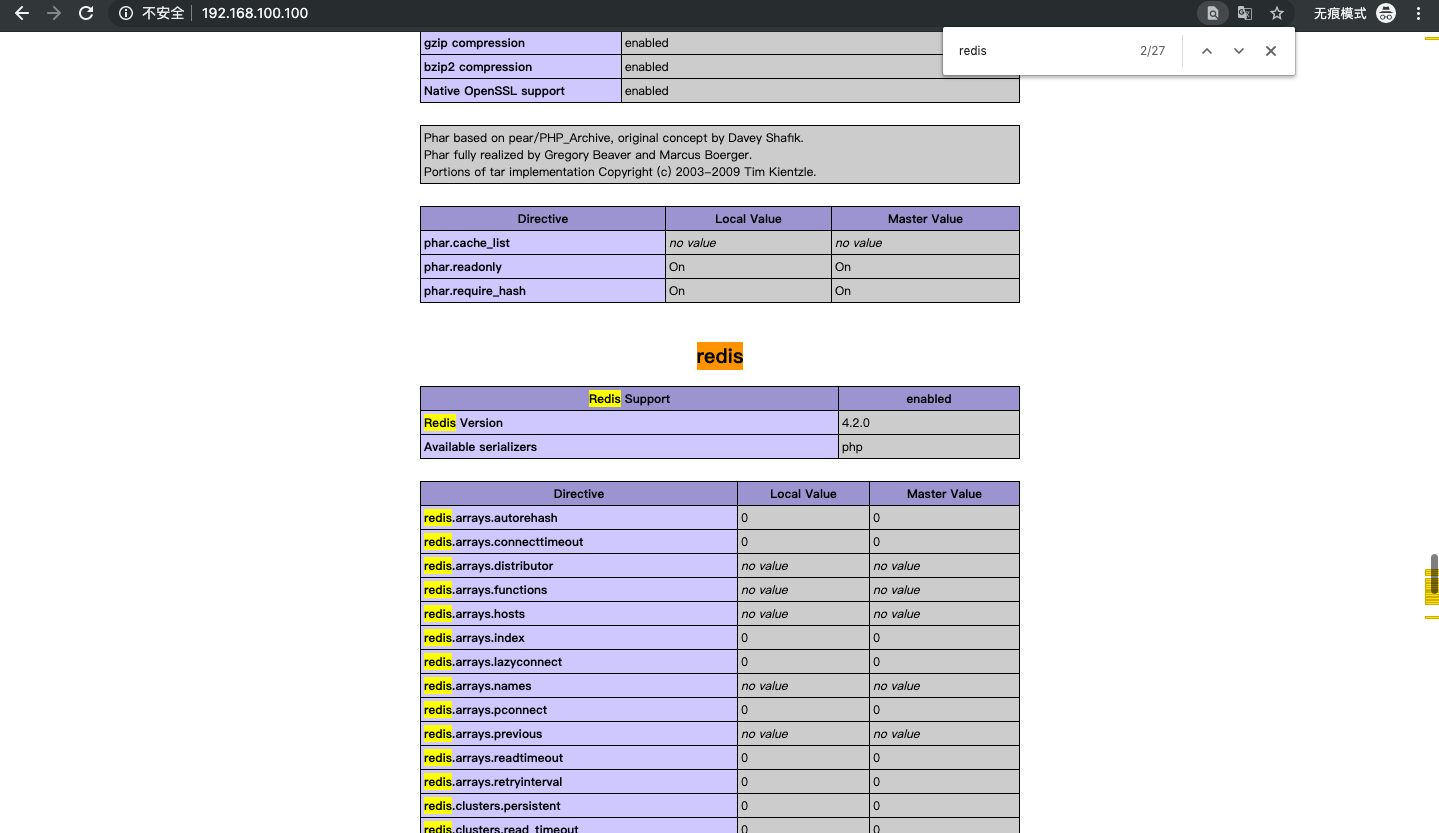 不安全 192.168.100.100 无痕模式
redis 2/27
gzip compression enabled
bzip2 compression enabled
Native OpenSSL support enabled
Phar based on pear/PHP_Archive, original concept by Davey Shafik.
Phar fully realized by Gregory Beaver and Marcus Boerger.
Portions of tar implementation Copyright (c) 2003–2009 Tim Kientzle.
Directive Local Value Master Value
phar.cache_list no value no value
phar.readonly On On
phar.require_hash On On
redis
Redis Support enabled
Redis Version 4.2.0
Available serializers php
Directive Local Value Master Value
redis.arrays.autorehash 0 0
redis.arrays.connecttimeout 0 0
redis.arrays.distributor no value no value
redis.arrays.functions no value no value
redis.arrays.hosts no value no value
redis.arrays.index 0 0
redis.arrays.lazyconnect 0 0
redis.arrays.names no value no value
redis.arrays.pconnect 0 0
redis.arrays.previous no value no value
redis.arrays.readtimeout 0 0
redis.arrays.retryinterval 0 0
redis.clusters.persistent 0 0
redis.clusters.read_timeout 0 0